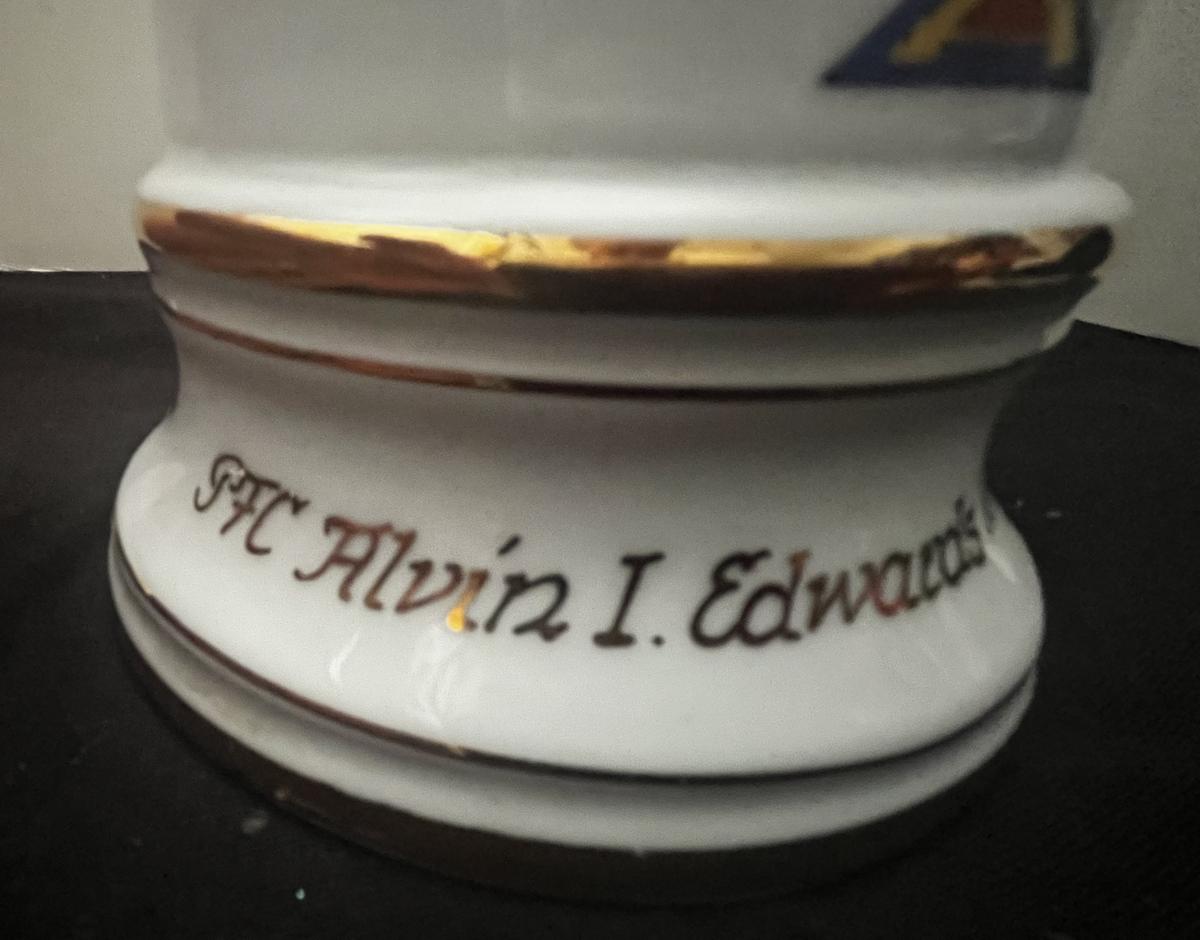 PFC Alvin I. Edwards
A